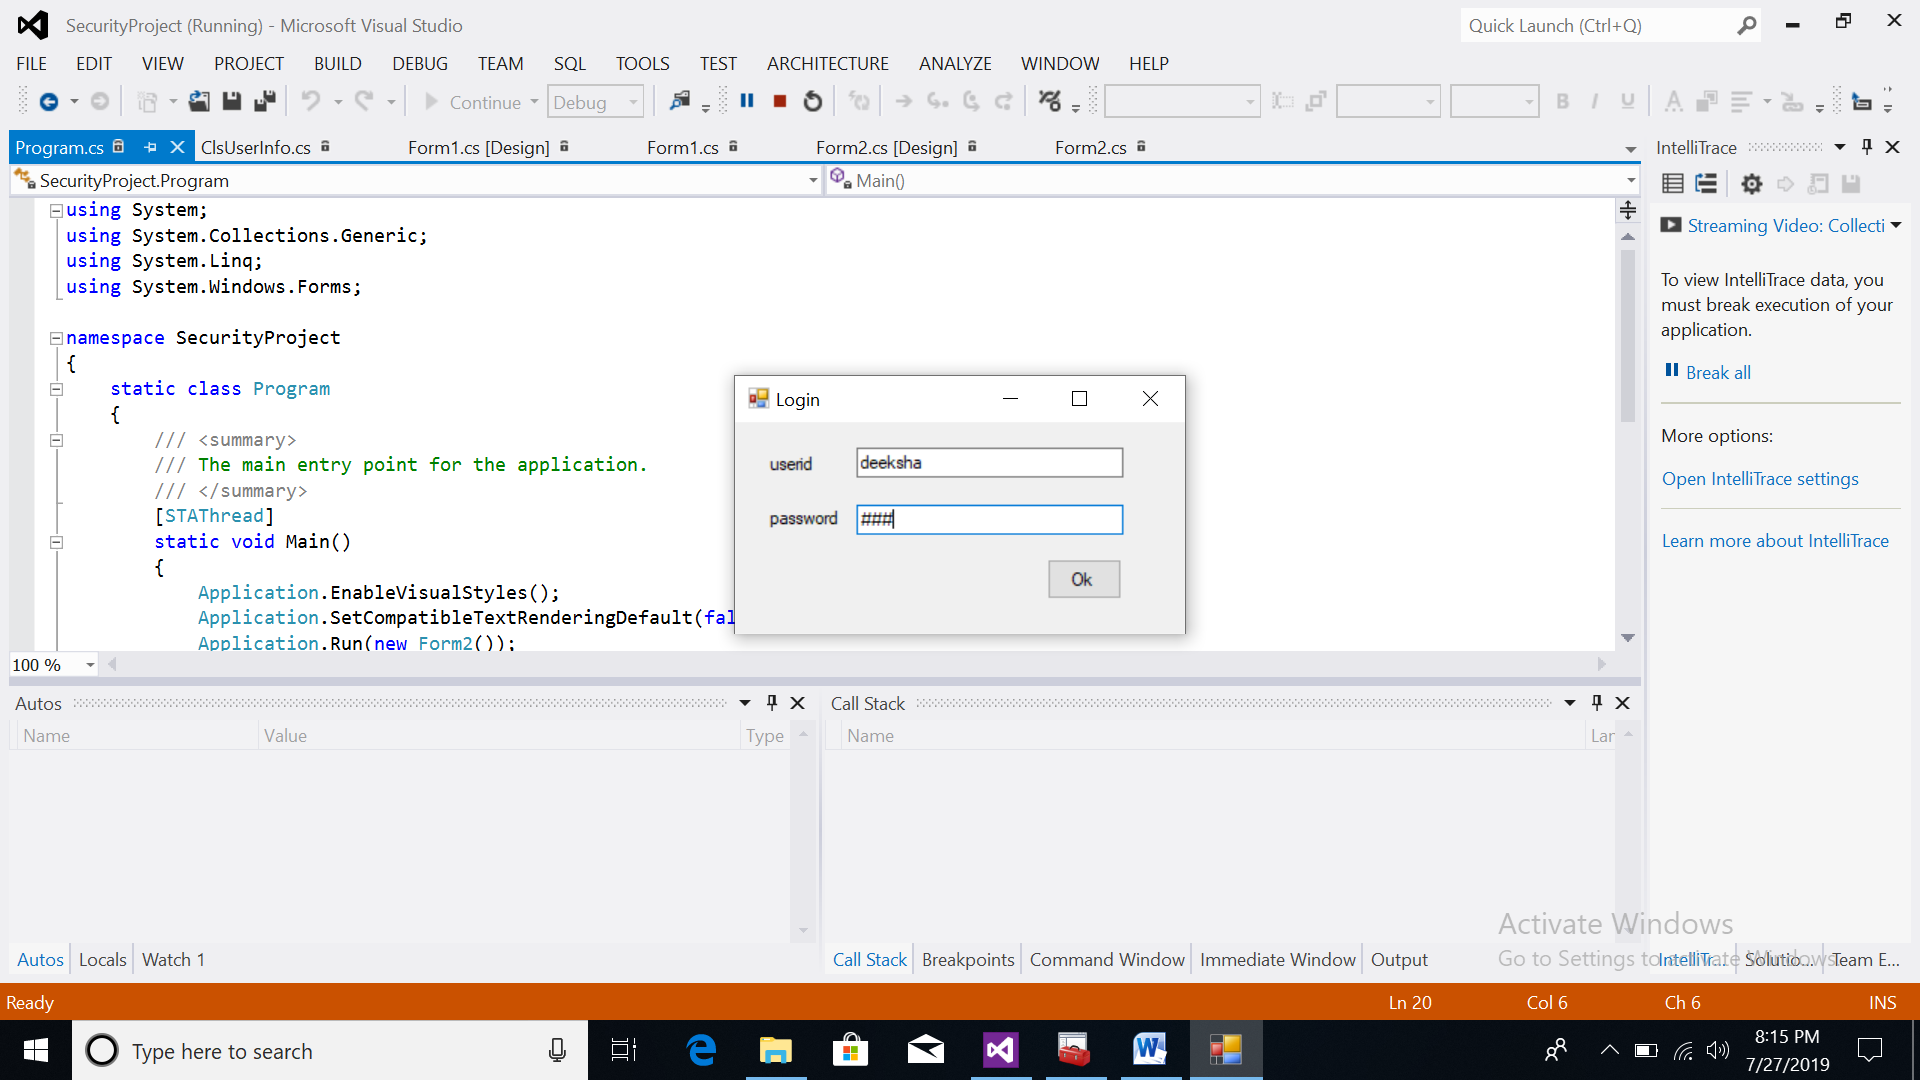 SecurityProject (Running) - Microsoft Visual Studio
Quick Launch (Ctrl+Q)
FILE EDIT VIEW PROJECT BUILD DEBUG TEAM SQL TOOLS TEST ARCHITECTURE ANALYZE WINDOW HELP
Continue Debug
Program.cs ClsUserInfo.cs Form1.cs [Design] Form1.cs Form2.cs [Design] Form2.cs
SecurityProject.Program Main()
using System;
using System.Collections.Generic;
using System.Linq;
using System.Windows.Forms;
namespace SecurityProject
{
static class Program
{
/// <summary>
/// The main entry point for the application.
/// </summary>
[STAThread]
static void Main()
{
Application.EnableVisualStyles();
Application.SetCompatibleTextRenderingDefault(fal
Application.Run(new Form2());
100 %
Login
userid deeksha
password ###
Ok
IntelliTrace
Streaming Video: Collecti
To view IntelliTrace data, you
must break execution of your
application.
Break all
More options:
Open IntelliTrace settings
Learn more about IntelliTrace
Autos
Name Value Type
Call Stack
Name Lar
Autos Locals Watch 1
Call Stack Breakpoints Command Window Immediate Window Output
IntelliTr... Solutio... Team E...
Activate Windows
Go to Settings to activate Windows.
Ready Ln 20 Col 6 Ch 6 INS
Type here to search
8:15 PM
7/27/2019